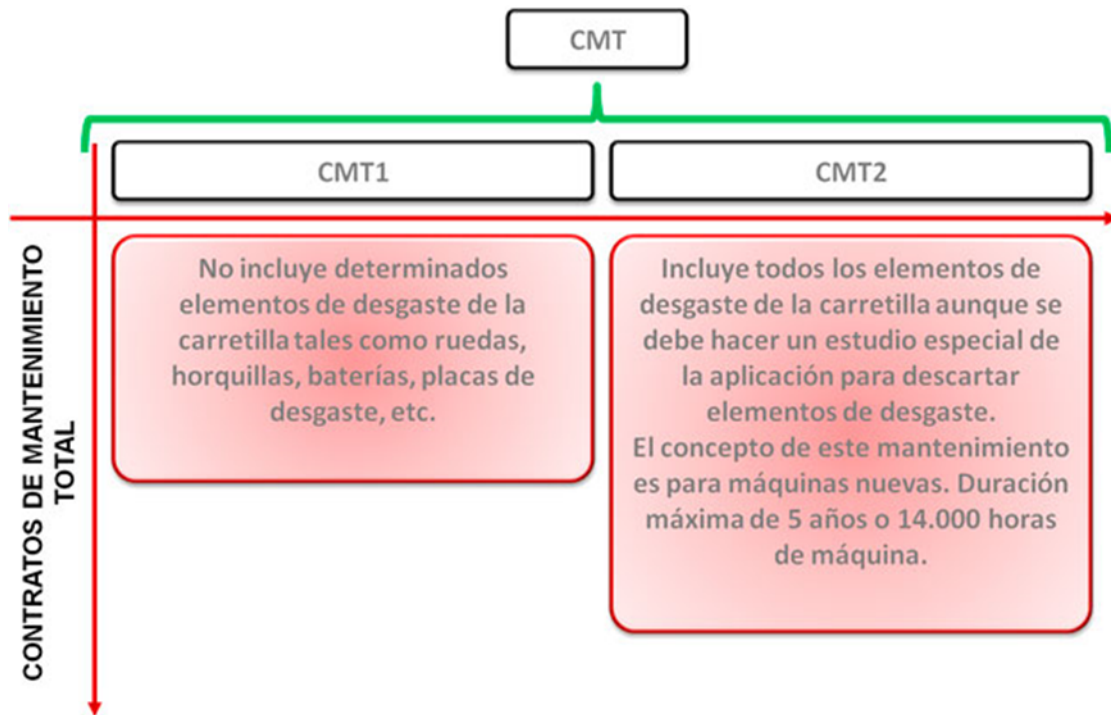 CMT
CMT1
CMT2
CONTRATOS DE MANTENIMIENTO
TOTAL
No incluye determinados
elementos de desgaste de la
carretilla tales como ruedas,
horquillas, baterías, placas de
desgaste, etc.
Incluye todos los elementos de
desgaste de la carretilla aunque se
debe hacer un estudio especial de
la aplicación para descartar
elementos de desgaste.
El concepto de este mantenimiento
es para máquinas nuevas. Duración
máxima de 5 años o 14.000 horas
de máquina.